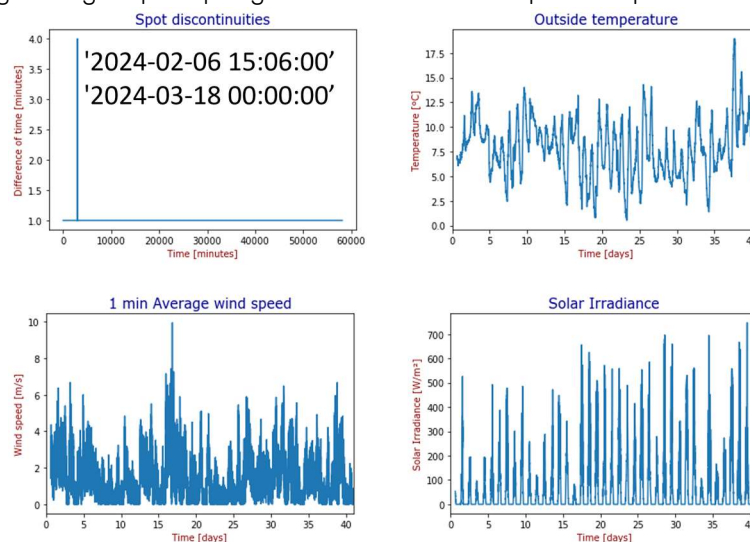 Spot discontinuities
Difference of time [minutes]
4.0
3.5
3.0
2.5
2.0
1.5
1.0
'2024-02-06 15:06:00’
'2024-03-18 00:00:00’
0 10000 20000 30000 40000 50000 60000
Time [minutes]
Outside temperature
Temperature [ºC]
17.5
15.0
12.5
10.0
7.5
5.0
2.5
0.0
0 5 10 15 20 25 30 35
Time [days]
1 min Average wind speed
Wind speed [m/s]
10
8
6
4
2
0
0 5 10 15 20 25 30 35 40
Time [days]
Solar Irradiance
Solar Irradiance [W/m²]
700
600
500
400
300
200
100
0
0 5 10 15 20 25 30 35
Time [days]